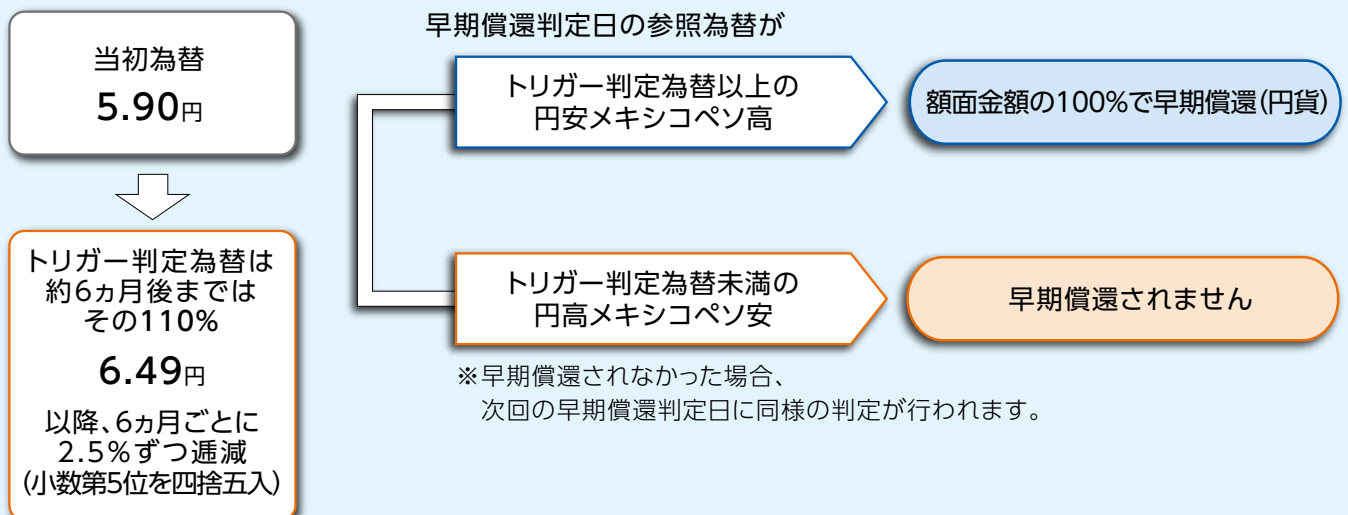 当初為替
5.90円
トリガー判定為替は
約6ヵ月後までは
その110%
6.49円
以降、6ヵ月ごとに
2.5%ずつ逓減
(小数第5位を四捨五入)
早期償還判定日の参照為替が
トリガー判定為替以上の
円安メキシコペソ高
額面金額の100%で早期償還(円貨)
トリガー判定為替未満の
円高メキシコペソ安
早期償還されません
※早期償還されなかった場合、
次回の早期償還判定日に同様の判定が行われます。